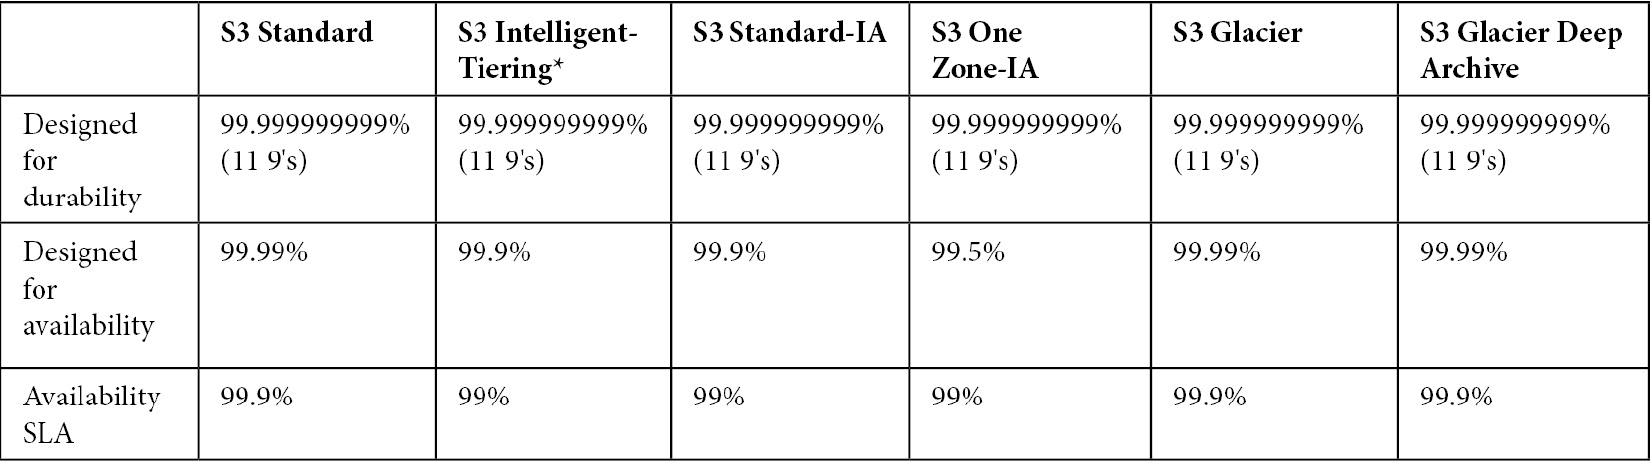 S3 Standard
S3 Intelligent-
Tiering*
S3 Standard-IA
S3 One
Zone-IA
S3 Glacier
S3 Glacier Deep
Archive
Designed
for
durability
99.999999999%
(11 9's)
99.999999999%
(11 9's)
99.999999999%
(11 9's)
99.999999999%
(11 9's)
99.999999999%
(11 9's)
99.999999999%
(11 9's)
Designed
for
availability
99.99%
99.9%
99.9%
99.5%
99.99%
99.99%
Availability
SLA
99.9%
99%
99%
99%
99.9%
99.9%